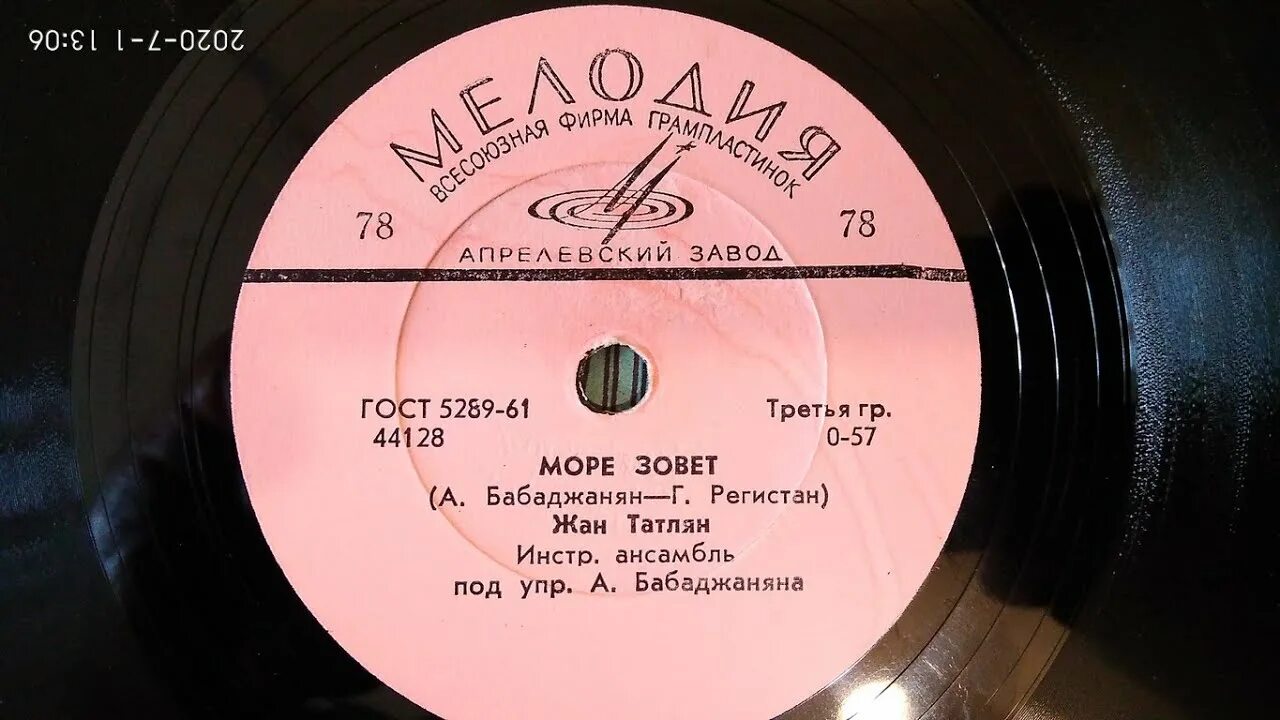 2020-7-1 13:06
МЕЛОДИЯ
ВСЕСОЮЗНАЯ ФИРМА ГРАМПЛАСТИНОК
78 78
АПРЕЛЕВСКИЙ ЗАВОД
ГОСТ 5289-61 Третья гр.
44128 0-57
МОРЕ ЗОВЕТ
(А. Бабаджанян—Г. Регистан)
Жан Татлян
Инстр. ансамбль
под упр. А. Бабаджаняна